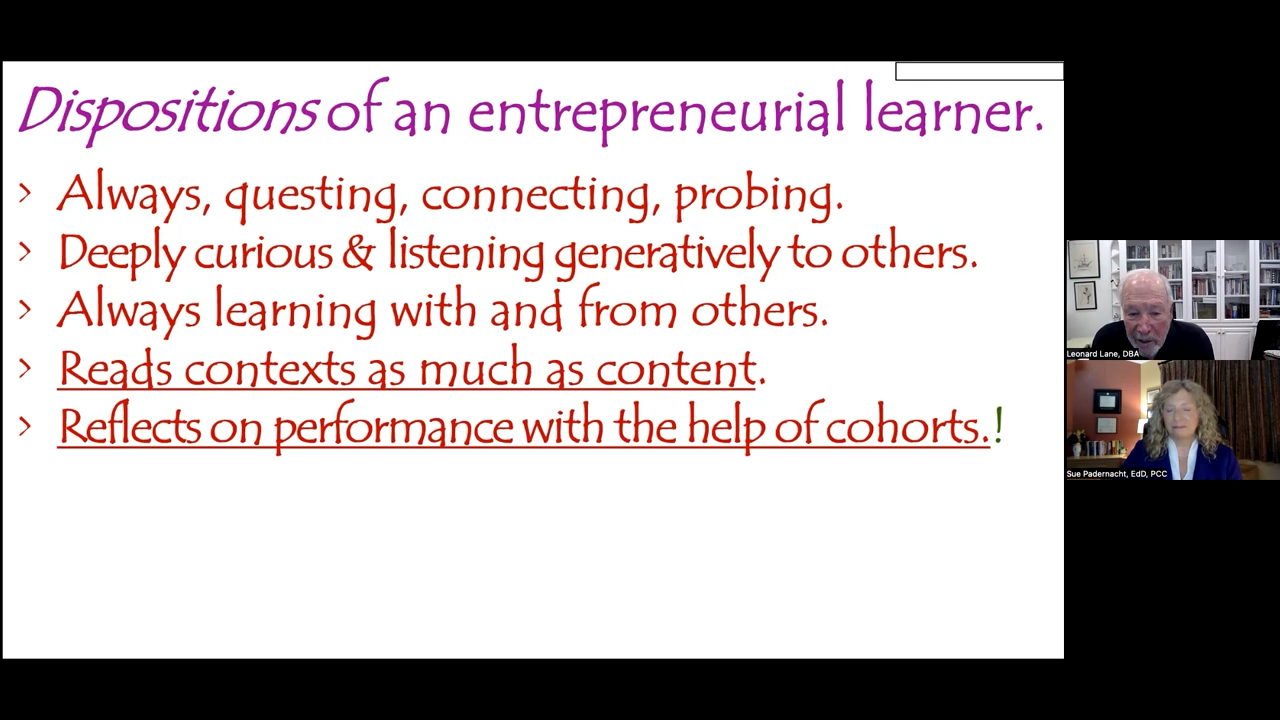 Dispositions of an entrepreneurial learner.
› Always, questing, connecting, probing.
› Deeply curious & listening generatively to others.
› Always learning with and from others.
› Reads contexts as much as content.
› Reflects on performance with the help of cohorts.!
Leonard Lane, DBA
Sue Padernacht, EdD, PCC